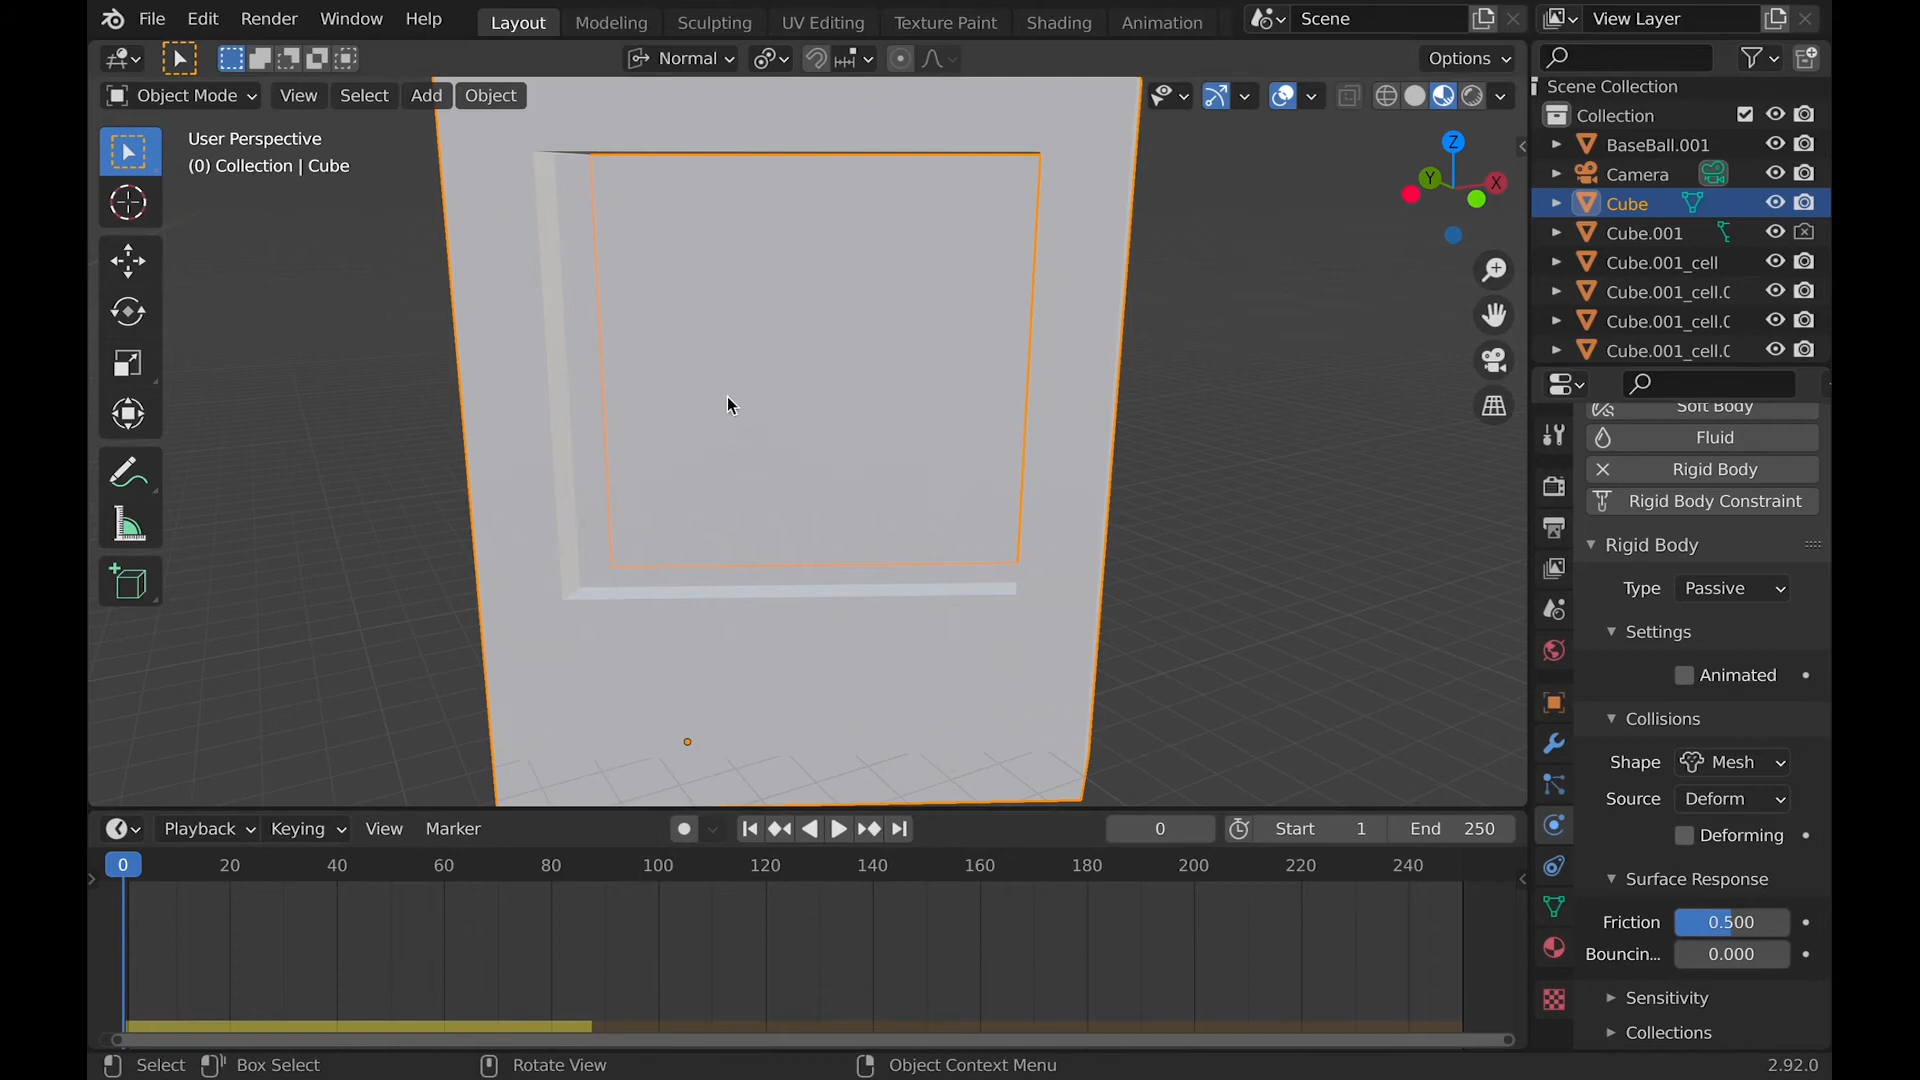 File Edit Render Window Help Layout Modeling Sculpting UV Editing Texture Paint Shading Animation Scene View Layer
Normal Options
Object Mode View Select Add Object
User Perspective
(0) Collection | Cube
Z
Y
X
Scene Collection
Collection
BaseBall.001
Camera
Cube
Cube.001
Cube.001_cell
Cube.001_cell.0
Cube.001_cell.0
Cube.001_cell.0
Soft Body
Fluid
Rigid Body
Rigid Body Constraint
Rigid Body
Type Passive
Settings
Animated
Collisions
Shape Mesh
Source Deform
Deforming
Surface Response
Friction 0.500
Bouncin... 0.000
Sensitivity
Collections
Playback Keying View Marker 0 Start 1 End 250
0 20 40 60 80 100 120 140 160 180 200 220 240
Select Box Select Rotate View Object Context Menu 2.92.0